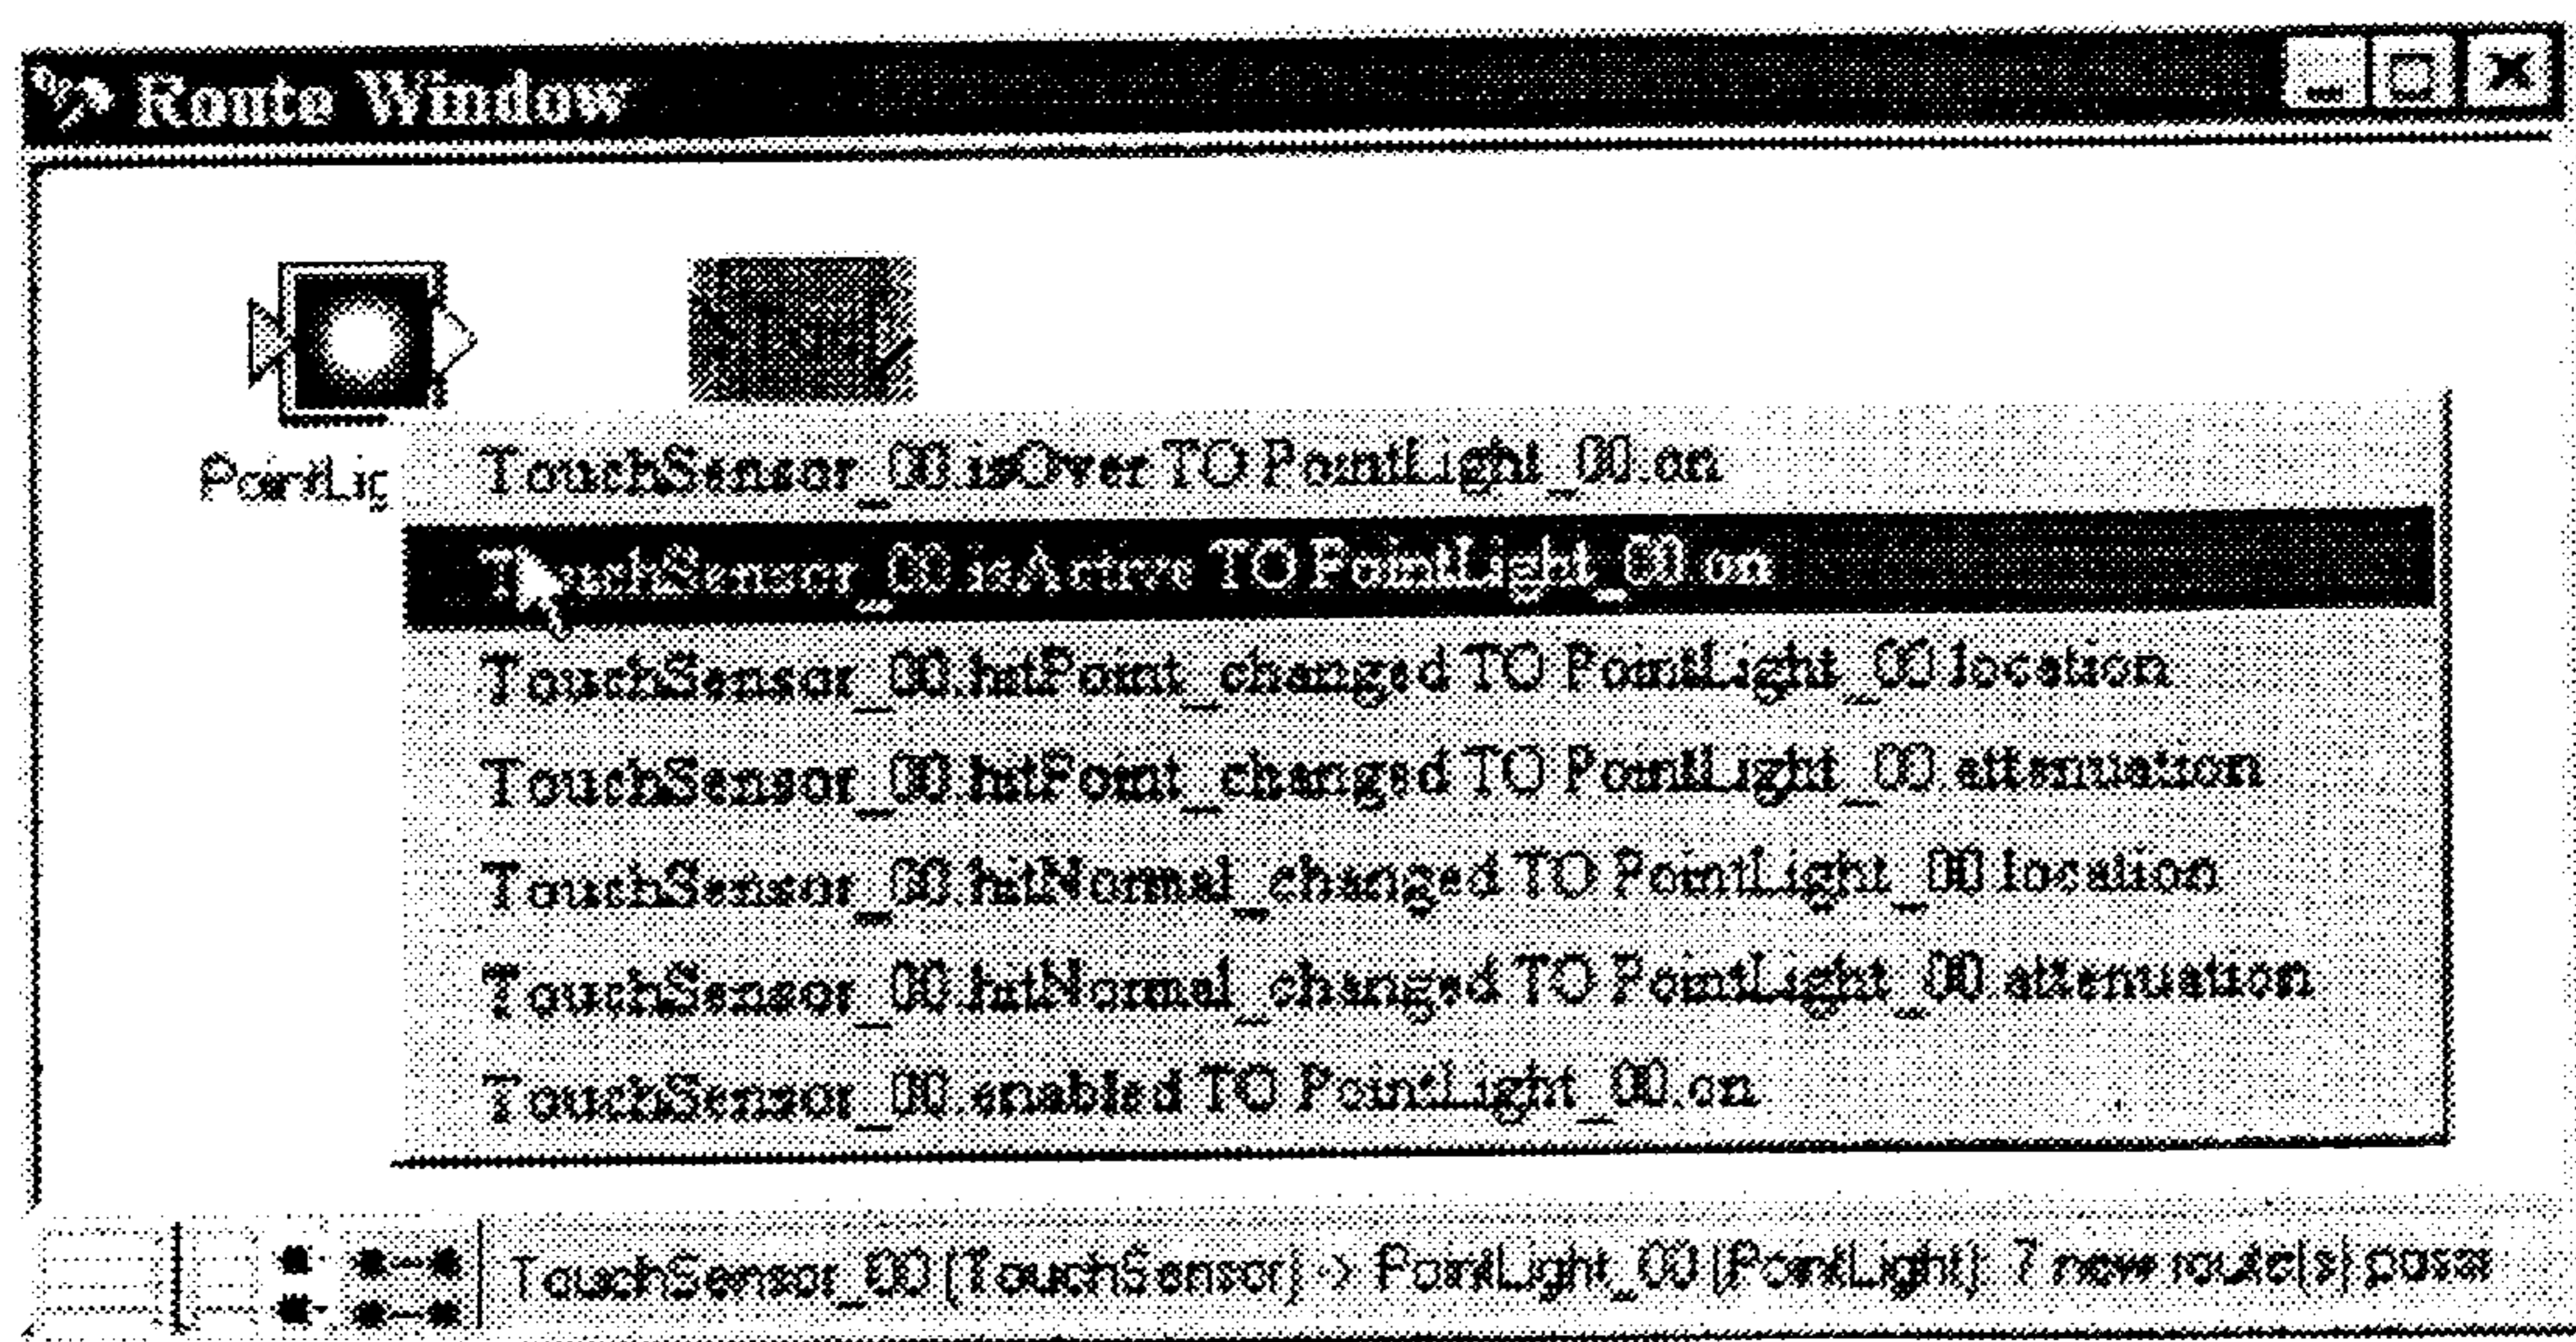 Route Window
PointLig
TouchSensor_00.isOver TO PointLight_00.on
TouchSensor_00.isActive TO PointLight_00.on
TouchSensor_00.hitPoint_changed TO PointLight_00.location
TouchSensor_00.hitPoint_changed TO PointLight_00.attenuation
TouchSensor_00.hitNormal_changed TO PointLight_00.location
TouchSensor_00.hitNormal_changed TO PointLight_00.attenuation
TouchSensor_00.enabled TO PointLight_00.on
TouchSensor_00 (TouchSensor) -> PointLight_00 (PointLight): 7 new route(s) possi